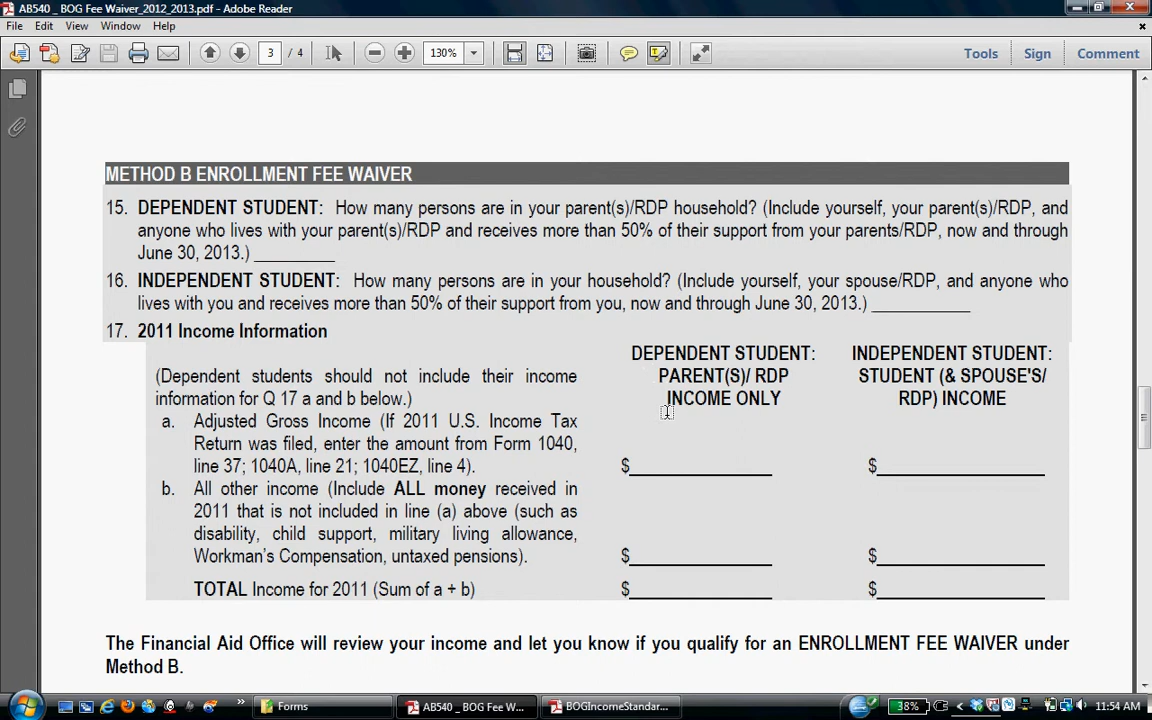 AB540 _ BOG Fee Waiver_2012_2013.pdf - Adobe Reader
File Edit View Window Help
3 / 4 130% Tools Sign Comment
METHOD B ENROLLMENT FEE WAIVER
15. DEPENDENT STUDENT: How many persons are in your parent(s)/RDP household? (Include yourself, your parent(s)/RDP, and
anyone who lives with your parent(s)/RDP and receives more than 50% of their support from your parents/RDP, now and through
June 30, 2013.) _________
16. INDEPENDENT STUDENT: How many persons are in your household? (Include yourself, your spouse/RDP, and anyone who
lives with you and receives more than 50% of their support from you, now and through June 30, 2013.) ___________
17. 2011 Income Information
DEPENDENT STUDENT:
PARENT(S)/ RDP
INCOME ONLY
INDEPENDENT STUDENT:
STUDENT (& SPOUSE'S/
RDP) INCOME
(Dependent students should not include their income
information for Q 17 a and b below.)
a. Adjusted Gross Income (If 2011 U.S. Income Tax
Return was filed, enter the amount from Form 1040,
line 37; 1040A, line 21; 1040EZ, line 4).
$________________ $___________________
b. All other income (Include ALL money received in
2011 that is not included in line (a) above (such as
disability, child support, military living allowance,
Workman's Compensation, untaxed pensions).
$________________ $___________________
TOTAL Income for 2011 (Sum of a + b) $________________ $___________________
The Financial Aid Office will review your income and let you know if you qualify for an ENROLLMENT FEE WAIVER under
Method B.
Forms AB540 _ BOG Fee W... BOGIncomeStandar... 38% 11:54 AM